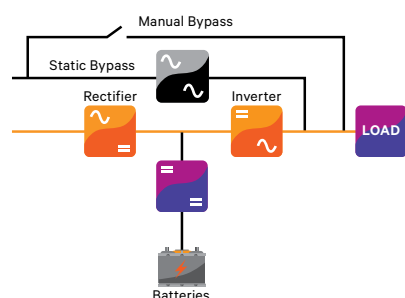 Manual Bypass
Static Bypass
Rectifier
Inverter
LOAD
Batteries